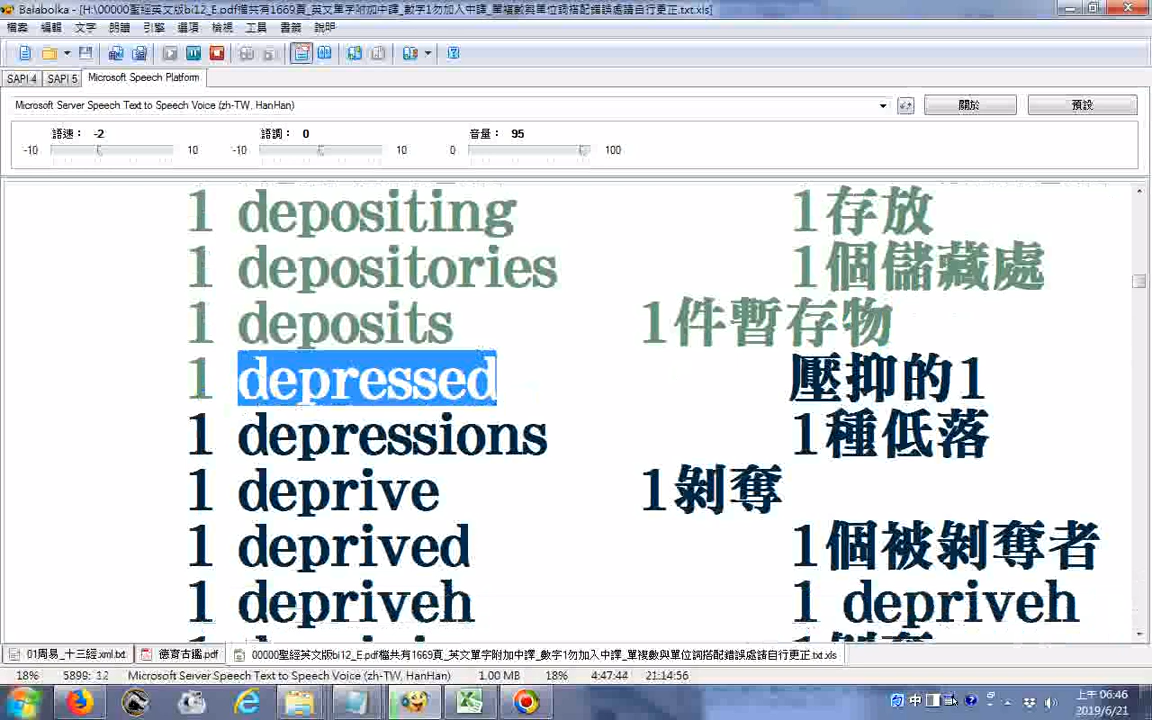 Balabolka - [H:\00000聖經英文版bi12_E.pdf檔共有1669頁_英文單字附加中譯_數字1勿加入中譯_單複數與單位詞搭配錯誤處請自行更正.txt.xls]
檔案 編輯 文字 朗讀 引擎 選項 檢視 工具 書籤 說明
SAPI 4 SAPI 5 Microsoft Speech Platform
Microsoft Server Speech Text to Speech Voice (zh-TW, HanHan) 關於 預設
語速: -2 語調: 0 音量: 95
-10 10 -10 10 0 100
1 depositing 1存放
1 depositories 1個儲藏處
1 deposits 1件暫存物
1 depressed 壓抑的1
1 depressions 1種低落
1 deprive 1剝奪
1 deprived 1個被剝奪者
1 depriveh 1 depriveh
01周易_十三經.xml.txt 德育古鑑.pdf 00000聖經英文版bi12_E.pdf檔共有1669頁_英文單字附加中譯_數字1勿加入中譯_單複數與單位詞搭配錯誤處請自行更正.txt.xls
18% 5898: 12 Microsoft Server Speech Text to Speech Voice (zh-TW, HanHan) 1.00 MB 18% 4:47:44 21:14:56
中 上午 06:46
2019/6/21